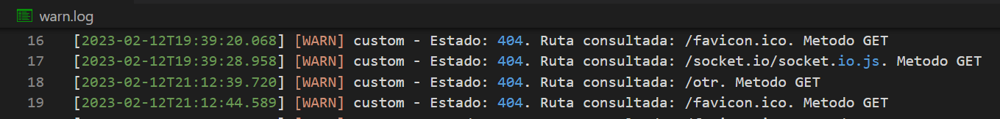 warn.log
16 [2023-02-12T19:39:20.068] [WARN] custom - Estado: 404. Ruta consultada: /favicon.ico. Metodo GET
17 [2023-02-12T19:39:28.958] [WARN] custom - Estado: 404. Ruta consultada: /socket.io/socket.io.js. Metodo GET
18 [2023-02-12T21:12:39.720] [WARN] custom - Estado: 404. Ruta consultada: /otr. Metodo GET
19 [2023-02-12T21:12:44.589] [WARN] custom - Estado: 404. Ruta consultada: /favicon.ico. Metodo GET